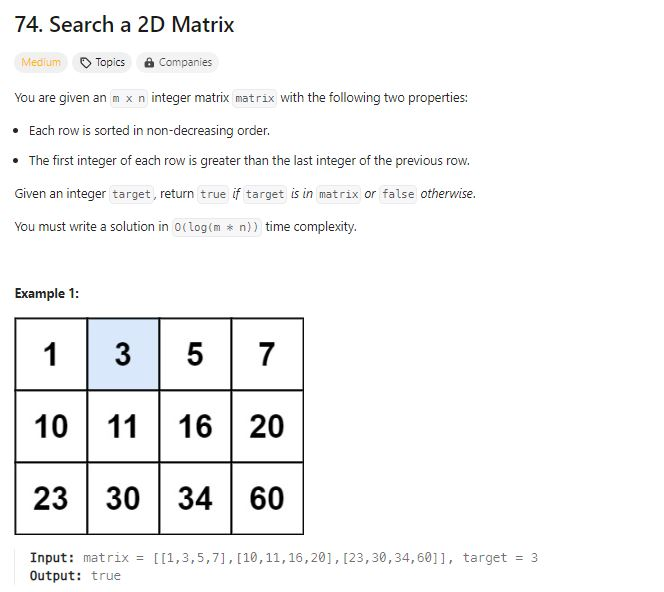 74. Search a 2D Matrix
Medium Topics Companies
You are given an m x n integer matrix matrix with the following two properties:
• Each row is sorted in non-decreasing order.
• The first integer of each row is greater than the last integer of the previous row.
Given an integer target, return true if target is in matrix or false otherwise.
You must write a solution in O(log(m * n)) time complexity.
Example 1:
1 3 5 7
10 11 16 20
23 30 34 60
Input: matrix = [[1,3,5,7],[10,11,16,20],[23,30,34,60]], target = 3
Output: true